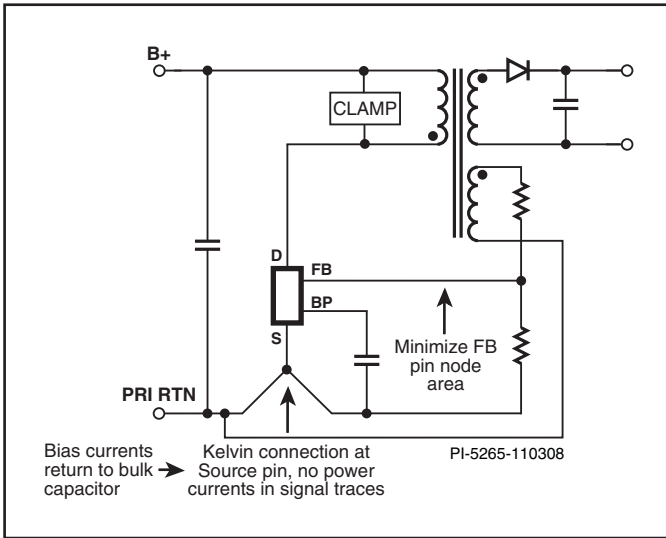 B+
CLAMP
D
FB
BP
S
Minimize FB
pin node
area
PRI RTN
Bias currents
return to bulk
capacitor
Kelvin connection at
Source pin, no power
currents in signal traces
PI-5265-110308